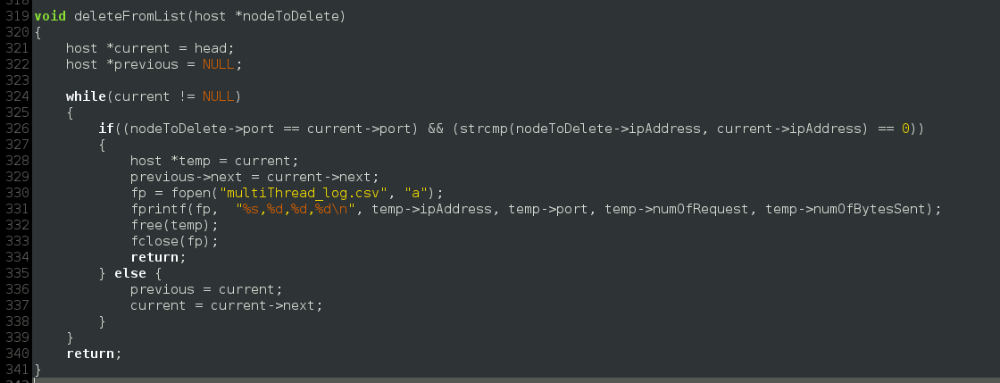 319 void deleteFromList(host *nodeToDelete)
320 {
321     host *current = head;
322     host *previous = NULL;
323
324     while(current != NULL)
325     {
326         if((nodeToDelete->port == current->port) && (strcmp(nodeToDelete->ipAddress, current->ipAddress) == 0))
327         {
328             host *temp = current;
329             previous->next = current->next;
330             fp = fopen("multiThread_log.csv", "a");
331             fprintf(fp,  "%s,%d,%d,%d\n", temp->ipAddress, temp->port, temp->numOfRequest, temp->numOfBytesSent);
332             free(temp);
333             fclose(fp);
334             return;
335         } else {
336             previous = current;
337             current = current->next;
338         }
339     }
340     return;
341 }